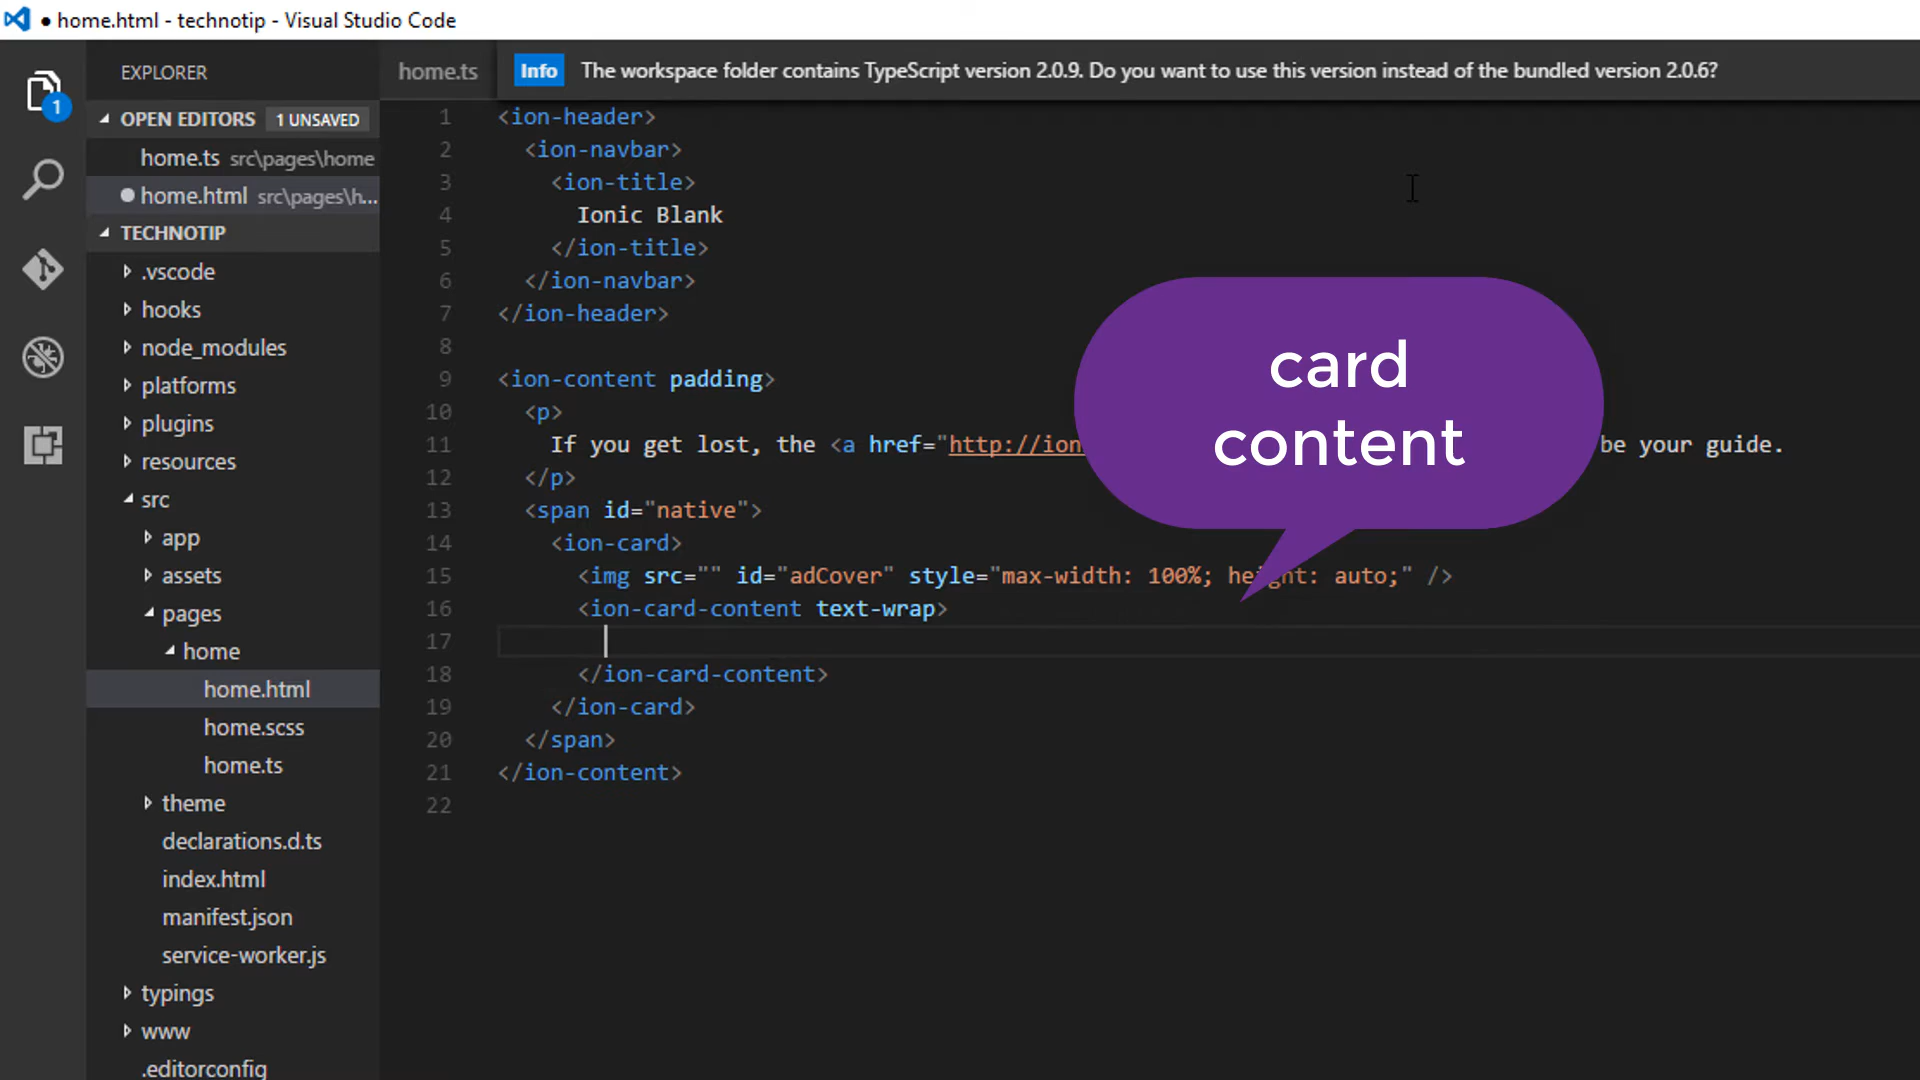 ● home.html - technotip - Visual Studio Code
EXPLORER
1
OPEN EDITORS 1 UNSAVED
home.ts src\pages\home
home.html src\pages\h...
TECHNOTIP
.vscode
hooks
node_modules
platforms
plugins
resources
src
app
assets
pages
home
home.html
home.scss
home.ts
theme
declarations.d.ts
index.html
manifest.json
service-worker.js
typings
www
.editorconfig
home.ts
Info The workspace folder contains TypeScript version 2.0.9. Do you want to use this version instead of the bundled version 2.0.6?
1 <ion-header>
2 <ion-navbar>
3 <ion-title>
4 Ionic Blank
5 </ion-title>
6 </ion-navbar>
7 </ion-header>
8
9 <ion-content padding>
10 <p>
11 If you get lost, the <a href="http://ion be your guide.
12 </p>
13 <span id="native">
14 <ion-card>
15 <img src="" id="adCover" style="max-width: 100%; height: auto;" />
16 <ion-card-content text-wrap>
17
18 </ion-card-content>
19 </ion-card>
20 </span>
21 </ion-content>
22
card
content